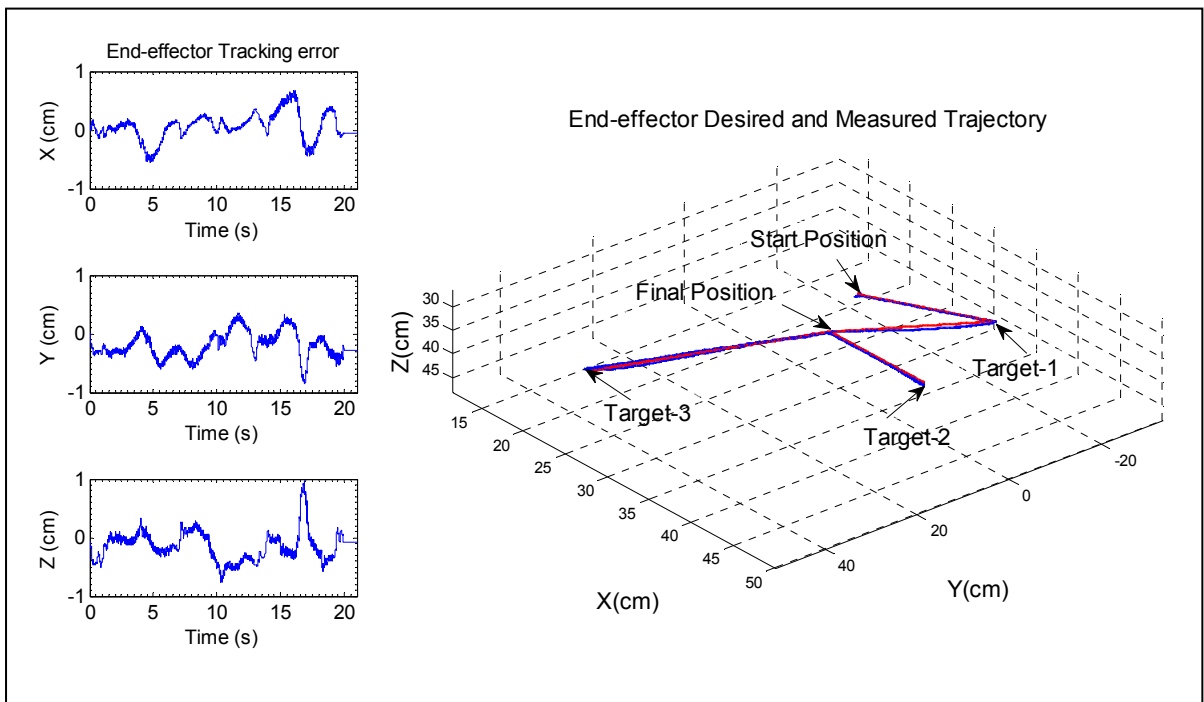 End-effector Tracking error
1
0
-1
X (cm)
0 5 10 15 20
Time (s)
1
0
-1
Y (cm)
0 5 10 15 20
Time (s)
1
0
-1
Z (cm)
0 5 10 15 20
Time (s)
End-effector Desired and Measured Trajectory
Start Position
Final Position
Target-1
Target-2
Target-3
30
35
40
45
Z(cm)
15
20
25
30
35
40
45
50
X(cm)
40
20
0
-20
Y(cm)